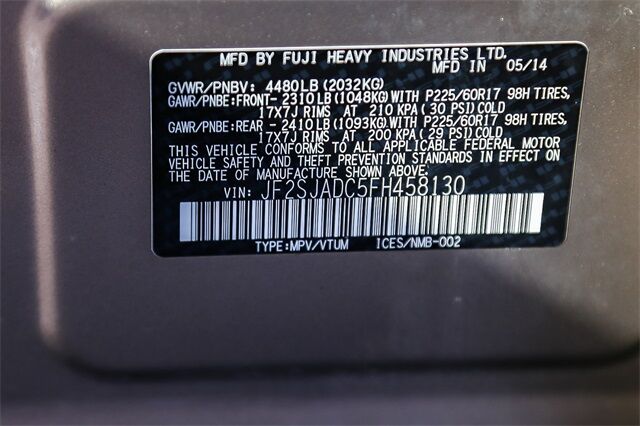 MFD BY FUJI HEAVY INDUSTRIES LTD.
MFD IN 05/14
GVWR/PNBV: 4480LB(2032KG)
GAWR/PNBE:FRONT-2310LB(1048KG)WITH P225/60R17 98H TIRES,
17X7J RIMS AT 210 KPA( 30 PSI)COLD
GAWR/PNBE:REAR -2410LB(1093KG)WITH P225/60R17 98H TIRES,
17X7J RIMS AT 200 KPA( 29 PSI)COLD
THIS VEHICLE CONFORMS TO ALL APPLICABLE FEDERAL MOTOR
VEHICLE SAFETY AND THEFT PREVENTION STANDARDS IN EFFECT ON
THE DATE OF MANUFACTURE SHOWN ABOVE.
VIN: JF2SJADC5FH458130
TYPE:MPV/VTUM ICES/NMB-002